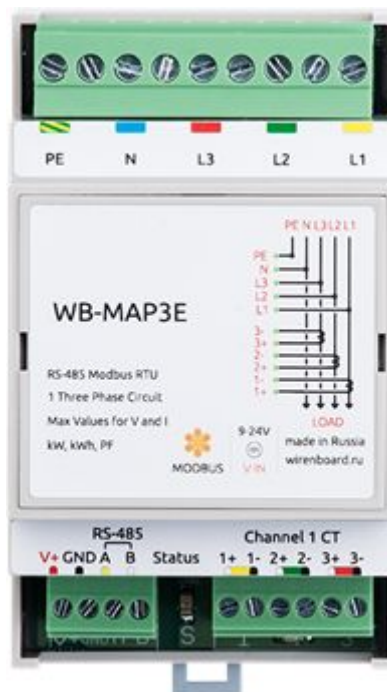 PE N L3 L2 L1
PE N L3 L2 L1
PE
N
L3
L2
L1
3-
3+
2-
2+
1-
1+
LOAD
WB-MAP3E
RS-485 Modbus RTU
1 Three Phase Circuit
Max Values for V and I
kW, kWh, PF
MODBUS
9-24V
V IN
made in Russia
wirenboard.ru
RS-485
V+ GND A B Status
Channel 1 CT
1+ 1- 2+ 2- 3+ 3-